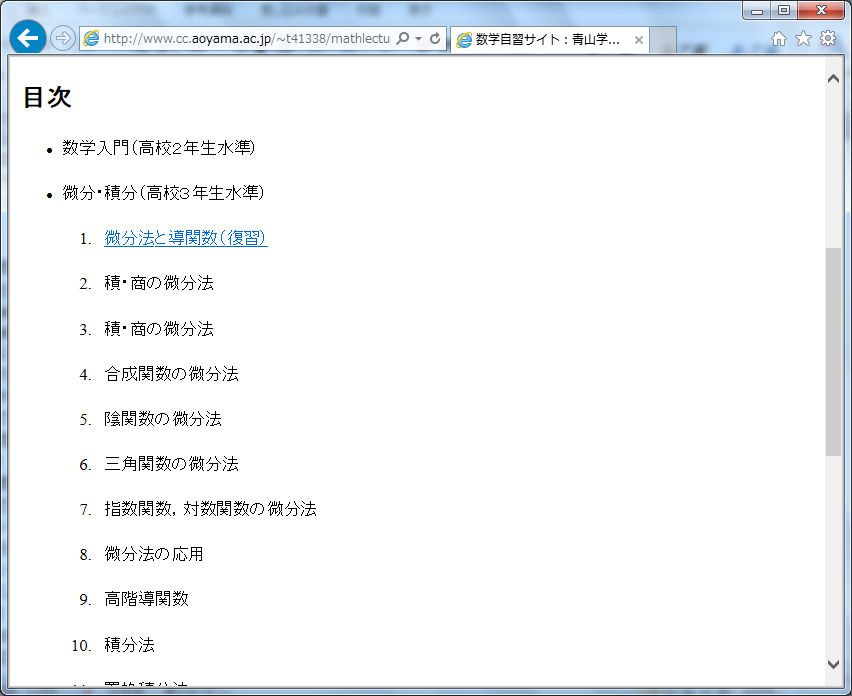 http://www.cc.aoyama.ac.jp/~t41338/mathlectu
数学自習サイト：青山学...
目次
• 数学入門（高校２年生水準）
• 微分・積分（高校３年生水準）
1. 微分法と導関数（復習）
2. 積・商の微分法
3. 積・商の微分法
4. 合成関数の微分法
5. 陰関数の微分法
6. 三角関数の微分法
7. 指数関数，対数関数の微分法
8. 微分法の応用
9. 高階導関数
10. 積分法